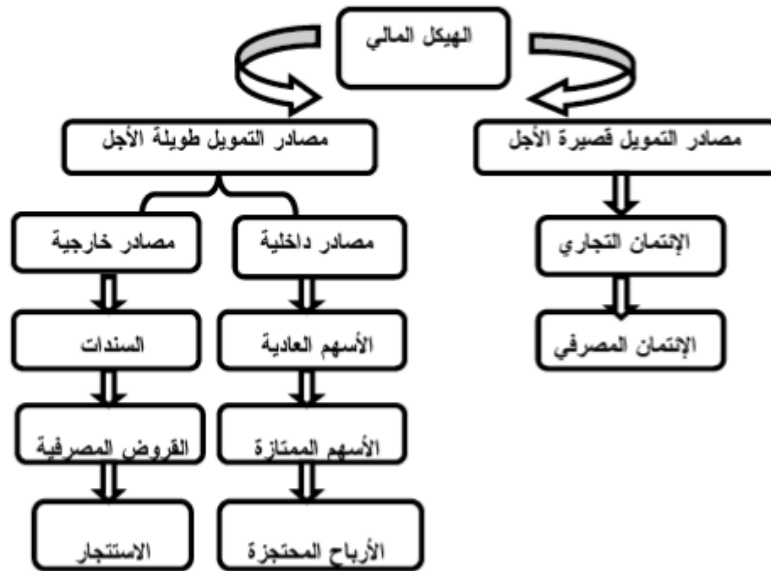 الهيكل المالي
مصادر التمويل قصيرة الأجل
مصادر التمويل طويلة الأجل
الإئتمان التجاري
مصادر داخلية
مصادر خارجية
الإئتمان المصرفي
الأسهم العادية
السندات
الأسهم الممتازة
القروض المصرفية
الأرباح المحتجزة
الاستتجار